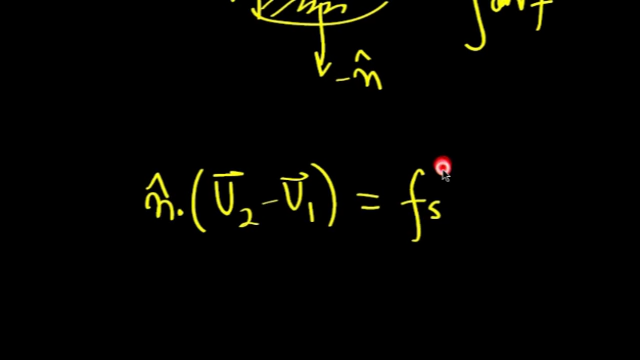 -n̂
n̂·(U⃗₂-U⃗₁) = fs